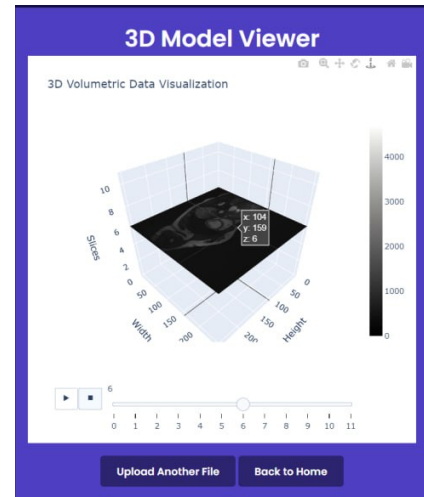 3D Model Viewer
3D Volumetric Data Visualization
4000
3000
2000
1000
0
10
8
6
4
2
0
Slices
x: 104
y: 159
z: 6
0
50
100
150
200
Width
0
50
100
150
200
Height
6
0 1 2 3 4 5 6 7 8 9 10 11
Upload Another File Back to Home